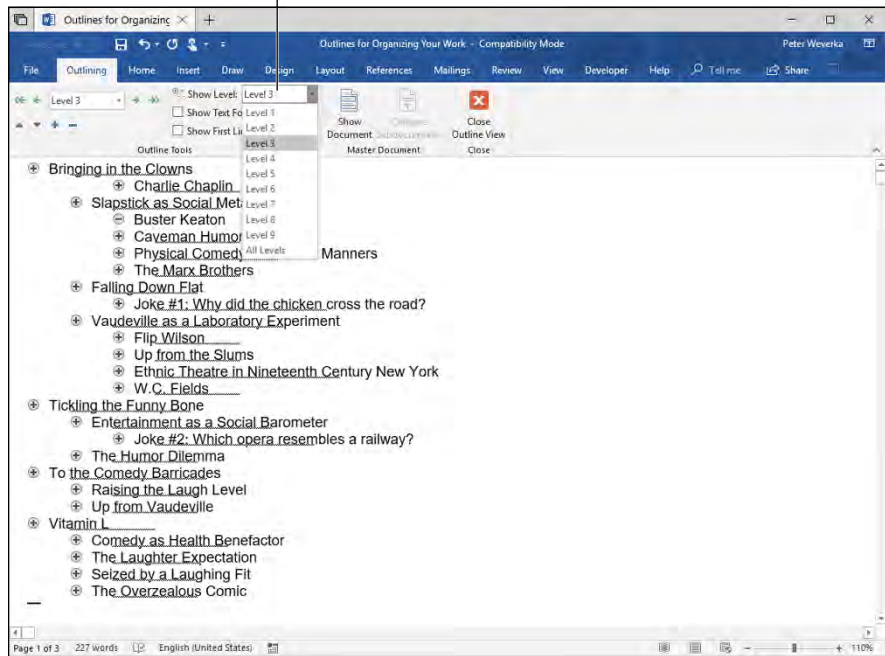 Outlines for Organizing
Outlines for Organizing Your Work - Compatibility Mode
Peter Weverka
File Outlining Home Insert Draw Design Layout References Mailings Review View Developer Help Tell me Share
Level 3
Show Level: Level 3
Show Text Fo
Show First Li
Level 1
Level 2
Level 3
Level 4
Level 5
Level 6
Level 7
Level 8
Level 9
All Levels
Show Document
Close Outline View
Outline Tools Master Document Close
Bringing in the Clowns
Charlie Chaplin
Slapstick as Social Met
Buster Keaton
Caveman Humor
Physical Comedy Manners
The Marx Brothers
Falling Down Flat
Joke #1: Why did the chicken cross the road?
Vaudeville as a Laboratory Experiment
Flip Wilson
Up from the Slums
Ethnic Theatre in Nineteenth Century New York
W.C. Fields
Tickling the Funny Bone
Entertainment as a Social Barometer
Joke #2: Which opera resembles a railway?
The Humor Dilemma
To the Comedy Barricades
Raising the Laugh Level
Up from Vaudeville
Vitamin L
Comedy as Health Benefactor
The Laughter Expectation
Seized by a Laughing Fit
The Overzealous Comic
Page 1 of 3 227 words English (United States) 110%